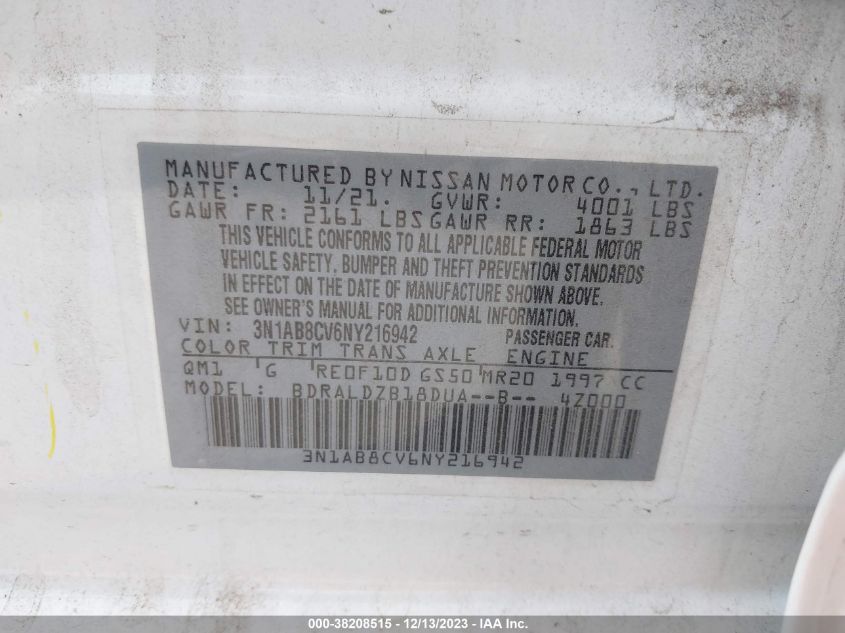 MANUFACTURED BY NISSAN MOTOR CO., LTD.
DATE: 11/21. GVWR: 4001 LBS
GAWR FR: 2161 LBS GAWR RR: 1863 LBS
THIS VEHICLE CONFORMS TO ALL APPLICABLE FEDERAL MOTOR
VEHICLE SAFETY, BUMPER AND THEFT PREVENTION STANDARDS
IN EFFECT ON THE DATE OF MANUFACTURE SHOWN ABOVE.
SEE OWNER'S MANUAL FOR ADDITIONAL INFORMATION.
VIN: 3N1AB8CV6NY216942 PASSENGER CAR.
COLOR TRIM TRANS AXLE ENGINE
QM1 G RE0F10D GS50 MR20 1997 CC
MODEL: BDRALDZB18DUA--B-- 4Z000
3N1AB8CV6NY216942
000-38208515 - 12/13/2023 - IAA Inc.